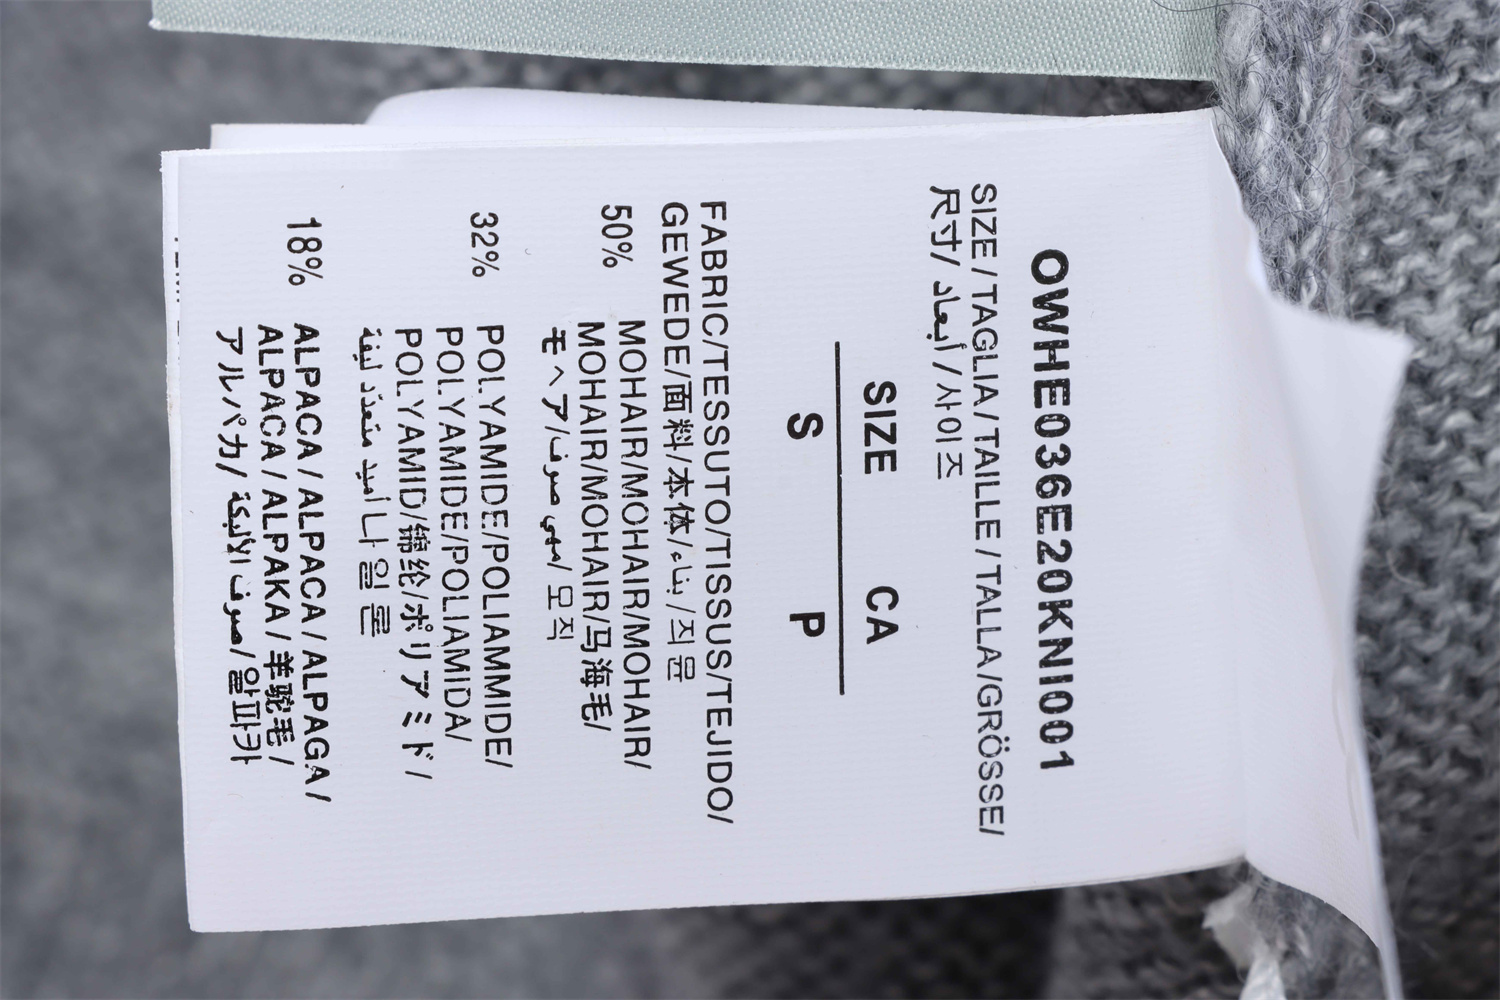 OWHE036E20KNI001
SIZE / TAGLIA / TAILLE / TALLA / GRÖSSE/
尺寸/ أبعاد / 사이즈
SIZE CA
S P
FABRIC/TESSUTO/TISSUS/TEJIDO/
GEWEDE/面料/本体/بناء/직문
50% MOHAIR/MOHAIR/MOHAIR/
MOHAIR/MOHAIR/马海毛/
モヘア/مهي صوف/모직
32% POLYAMIDE/POLIAMMIDE/
POLYAMIDE/POLIAMIDA/
POLYAMID/锦纶/ポリアミド/
أميد متعدد ليفة/나일론
18% ALPACA / ALPACA / ALPAGA /
ALPACA / ALPAKA / 羊驼毛 /
アルパカ/ صوف الألبكة/알파카